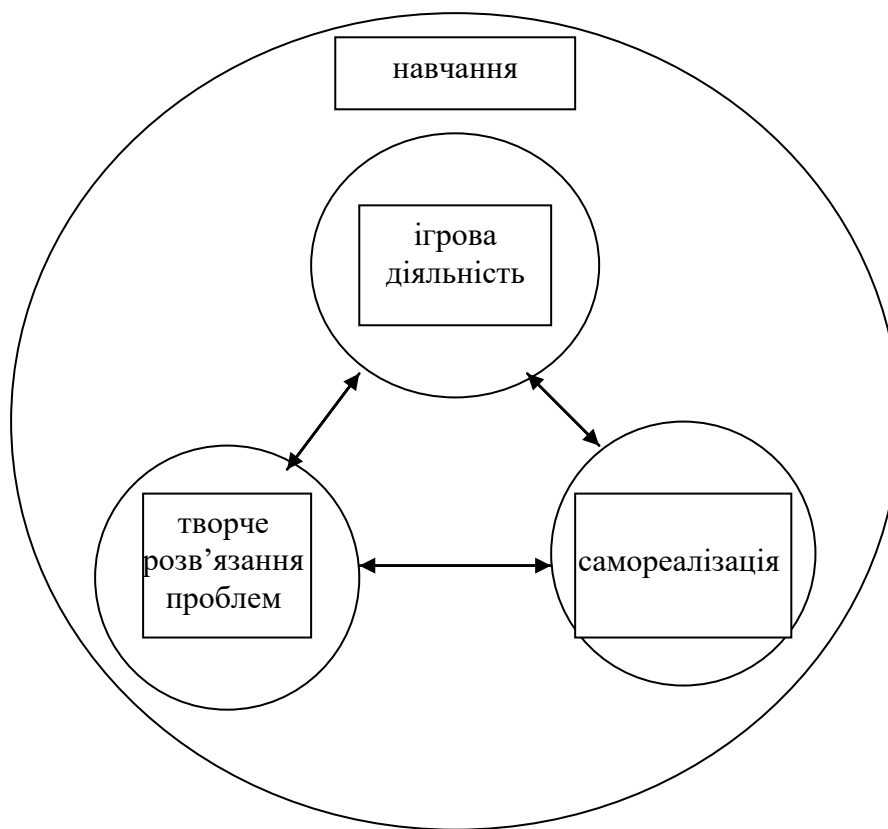 навчання
ігрова
діяльність
творче
розв’язання
проблем
самореалізація